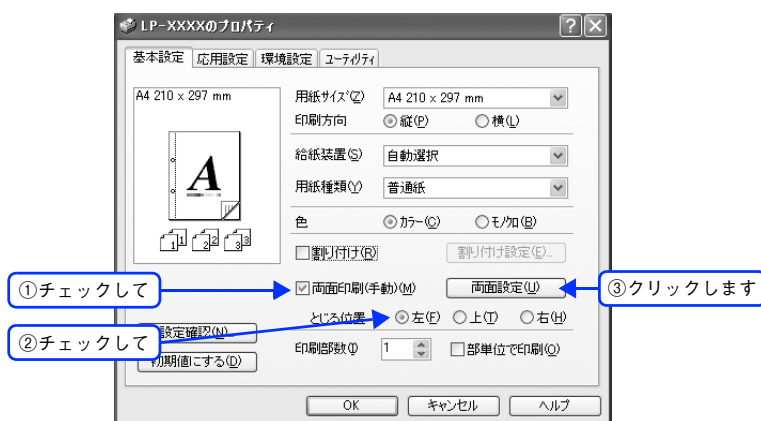 LP-XXXXのプロパティ
基本設定 応用設定 環境設定 ユーティリティ
A4 210 x 297 mm
A
1 1 2 2 3 3
用紙サイズ(Z) A4 210 x 297 mm
印刷方向 縦(P) 横(L)
給紙装置(S) 自動選択
用紙種類(Y) 普通紙
色 カラー(C) モノクロ(B)
割り付け(R) 割り付け設定(E)...
①チェックして
両面印刷(手動)(M) 両面設定(U)
③クリックします
とじる位置 左(F) 上(T) 右(H)
②チェックして
設定確認(N)...
印刷部数(I) 1 部単位で印刷(O)
初期値にする(D)
OK キャンセル ヘルプ